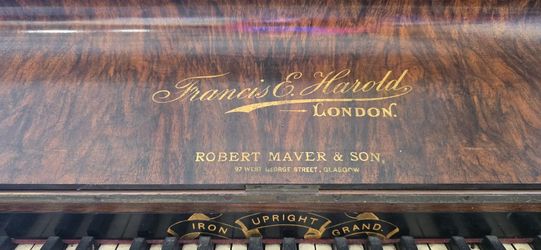 Francis E. Harold
LONDON.
ROBERT MAVER & SON,
97 WEST GEORGE STREET, GLASGOW
IRON UPRIGHT GRAND.